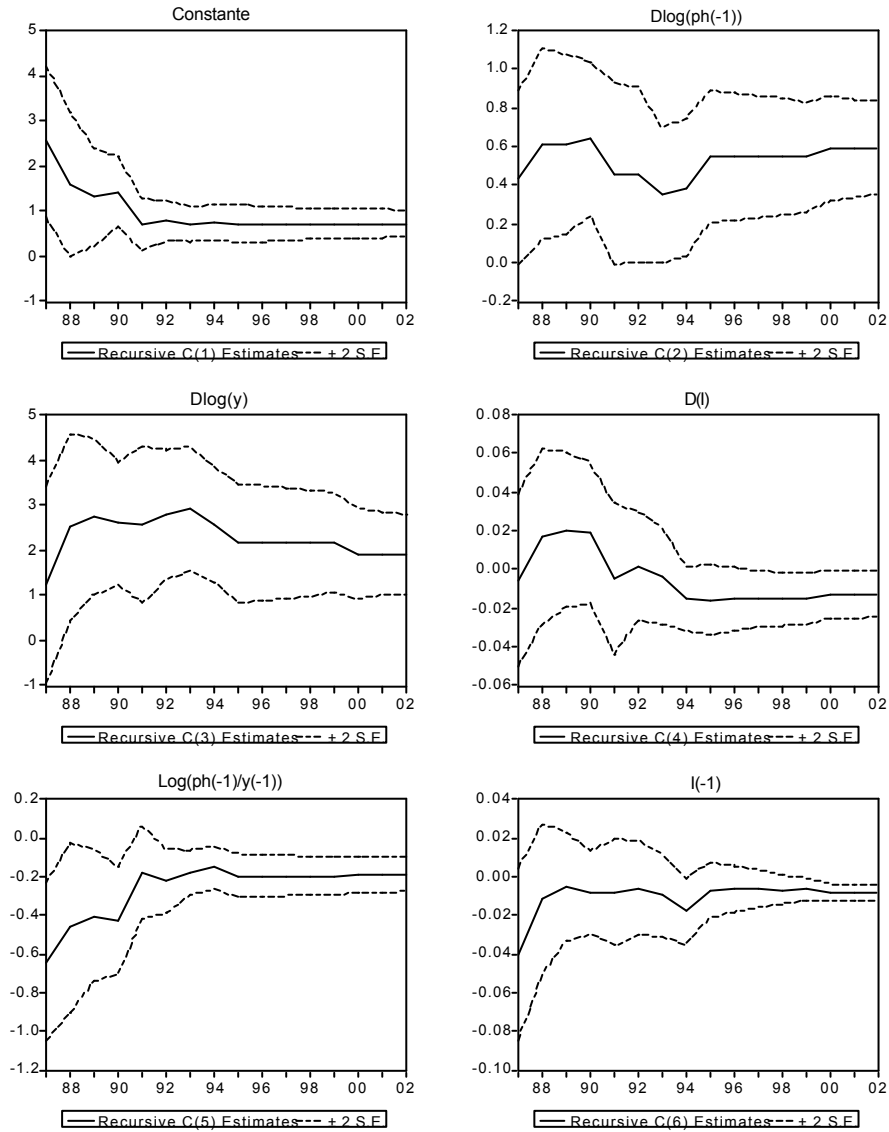 Constante
5
4
3
2
1
0
-1
88 90 92 94 96 98 00 02
Recursive C(1) Estimates + 2 S.E
Dlog(ph(-1))
1.2
1.0
0.8
0.6
0.4
0.2
0.0
-0.2
88 90 92 94 96 98 00 02
Recursive C(2) Estimates + 2 S.E
Dlog(y)
5
4
3
2
1
0
-1
88 90 92 94 96 98 00 02
Recursive C(3) Estimates + 2 S.E
D(I)
0.08
0.06
0.04
0.02
0.00
-0.02
-0.04
-0.06
88 90 92 94 96 98 00 02
Recursive C(4) Estimates + 2 S.E
Log(ph(-1)/y(-1))
0.2
0.0
-0.2
-0.4
-0.6
-0.8
-1.0
-1.2
88 90 92 94 96 98 00 02
Recursive C(5) Estimates + 2 S.E
I(-1)
0.04
0.02
0.00
-0.02
-0.04
-0.06
-0.08
-0.10
88 90 92 94 96 98 00 02
Recursive C(6) Estimates + 2 S.E